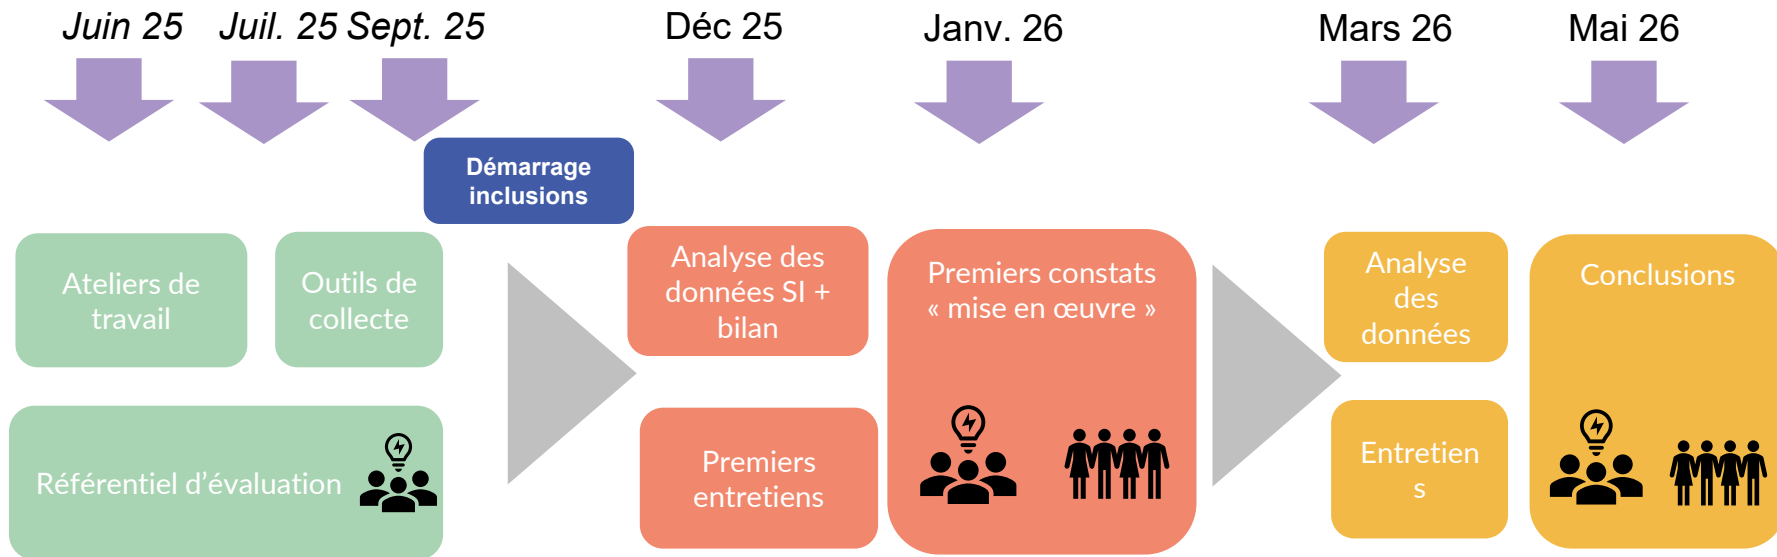 Juin 25
Juil. 25
Sept. 25
Déc 25
Janv. 26
Mars 26
Mai 26
Démarrage
inclusions
Ateliers de
travail
Outils de
collecte
Référentiel d’évaluation
Analyse des
données SI +
bilan
Premiers
entretiens
Premiers constats
« mise en œuvre »
Analyse
des
données
Entretien
s
Conclusions